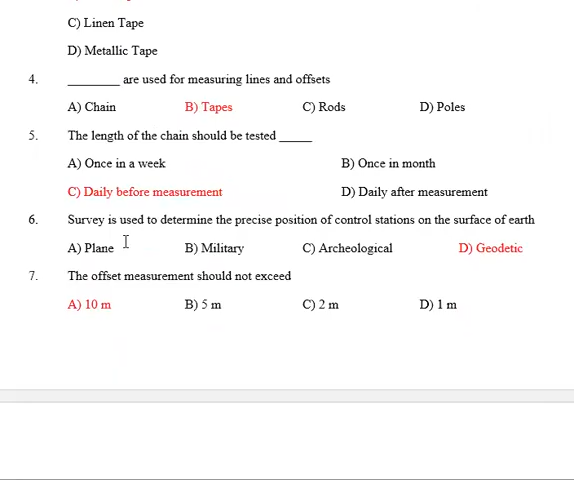 C) Linen Tape
D) Metallic Tape
4. ________ are used for measuring lines and offsets
A) Chain B) Tapes C) Rods D) Poles
5. The length of the chain should be tested _____
A) Once in a week B) Once in month
C) Daily before measurement D) Daily after measurement
6. Survey is used to determine the precise position of control stations on the surface of earth
A) Plane B) Military C) Archeological D) Geodetic
7. The offset measurement should not exceed
A) 10 m B) 5 m C) 2 m D) 1 m